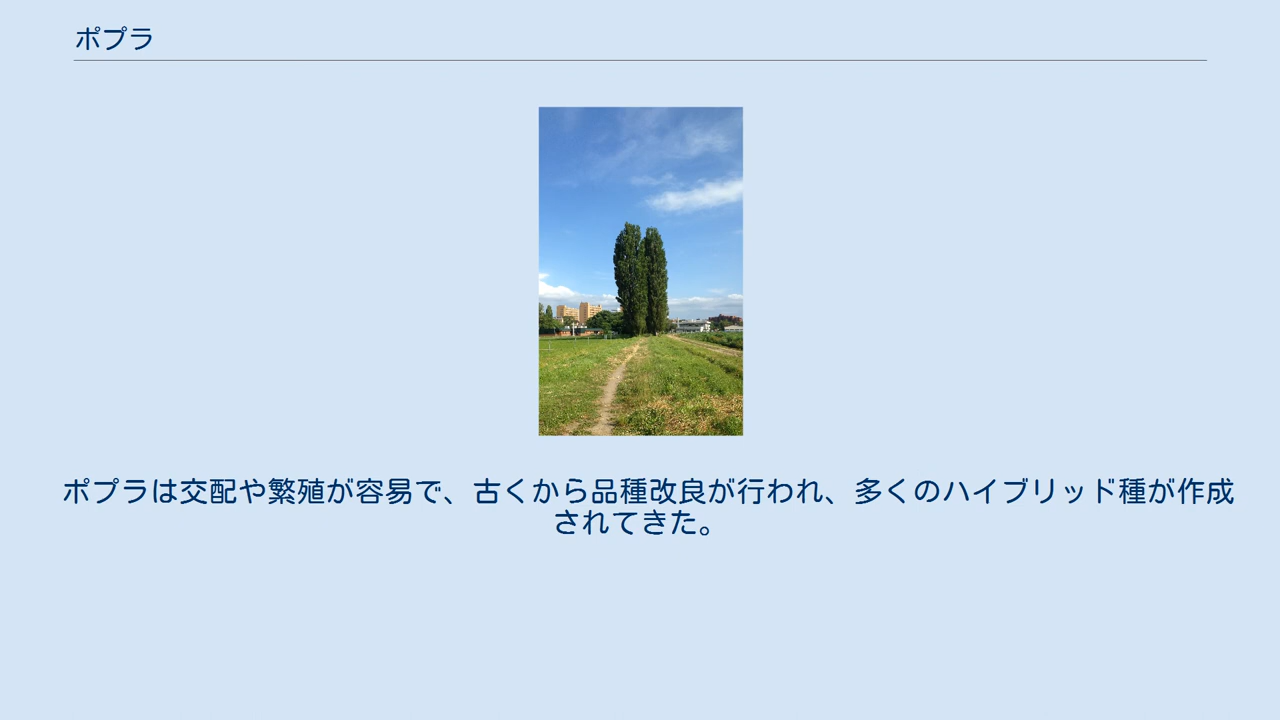 ポプラ
ポプラは交配や繁殖が容易で、古くから品種改良が行われ、多くのハイブリッド種が作成
されてきた。